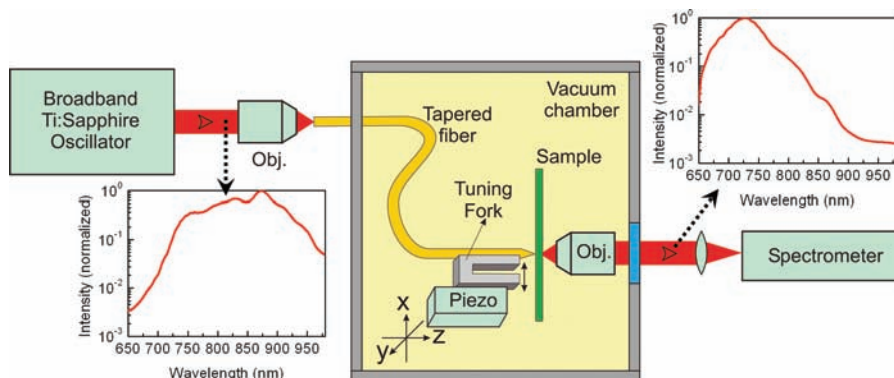 Broadband
Ti:Sapphire
Oscillator
Obj.
Tapered
fiber
Vacuum
chamber
Sample
Tuning
Fork
Piezo
x
y
z
Obj.
Spectrometer
Intensity (normalized)
10^0
10^-1
10^-2
10^-3
650 700 750 800 850 900 950
Wavelength (nm)
Intensity (normalized)
10^0
10^-1
10^-2
10^-3
650 700 750 800 850 900 950
Wavelength (nm)